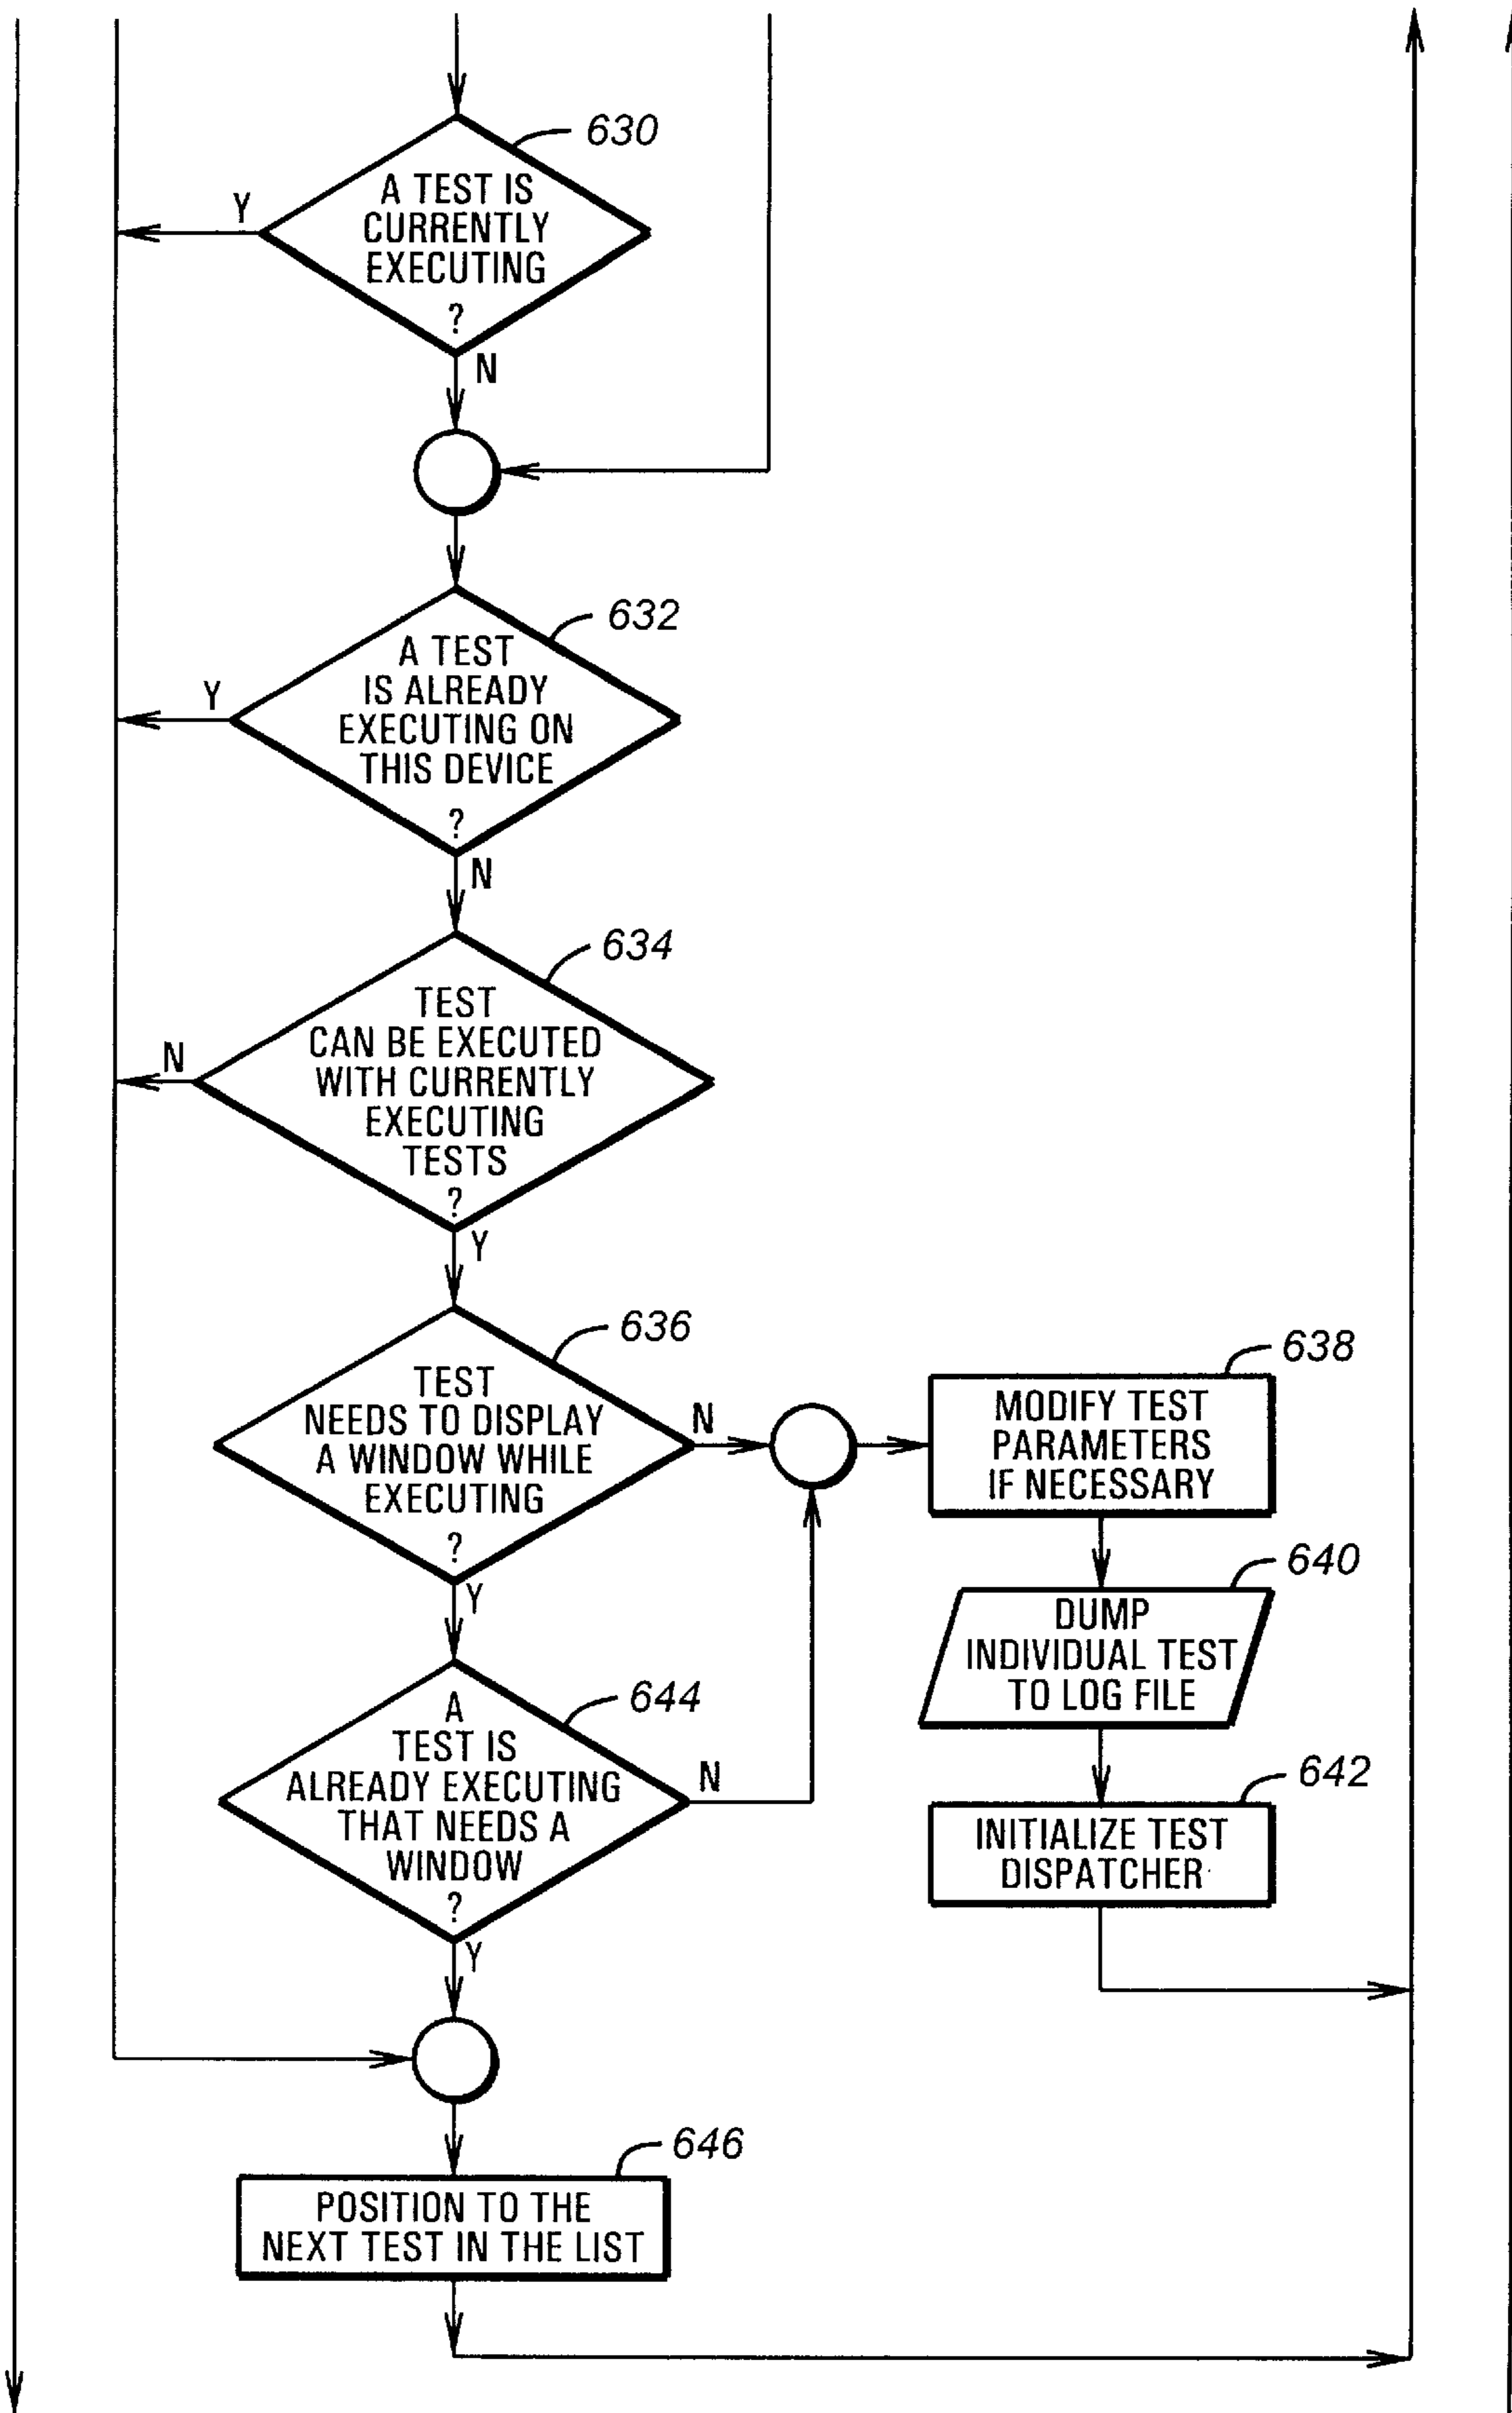 630
A TEST IS
CURRENTLY
EXECUTING
?
Y
N
632
A TEST
IS ALREADY
EXECUTING ON
THIS DEVICE
?
Y
N
634
TEST
CAN BE EXECUTED
WITH CURRENTLY
EXECUTING
TESTS
?
N
Y
636
TEST
NEEDS TO DISPLAY
A WINDOW WHILE
EXECUTING
?
N
Y
638
MODIFY TEST
PARAMETERS
IF NECESSARY
640
DUMP
INDIVIDUAL TEST
TO LOG FILE
642
INITIALIZE TEST
DISPATCHER
644
A
TEST IS
ALREADY EXECUTING
THAT NEEDS A
WINDOW
?
N
Y
646
POSITION TO THE
NEXT TEST IN THE LIST